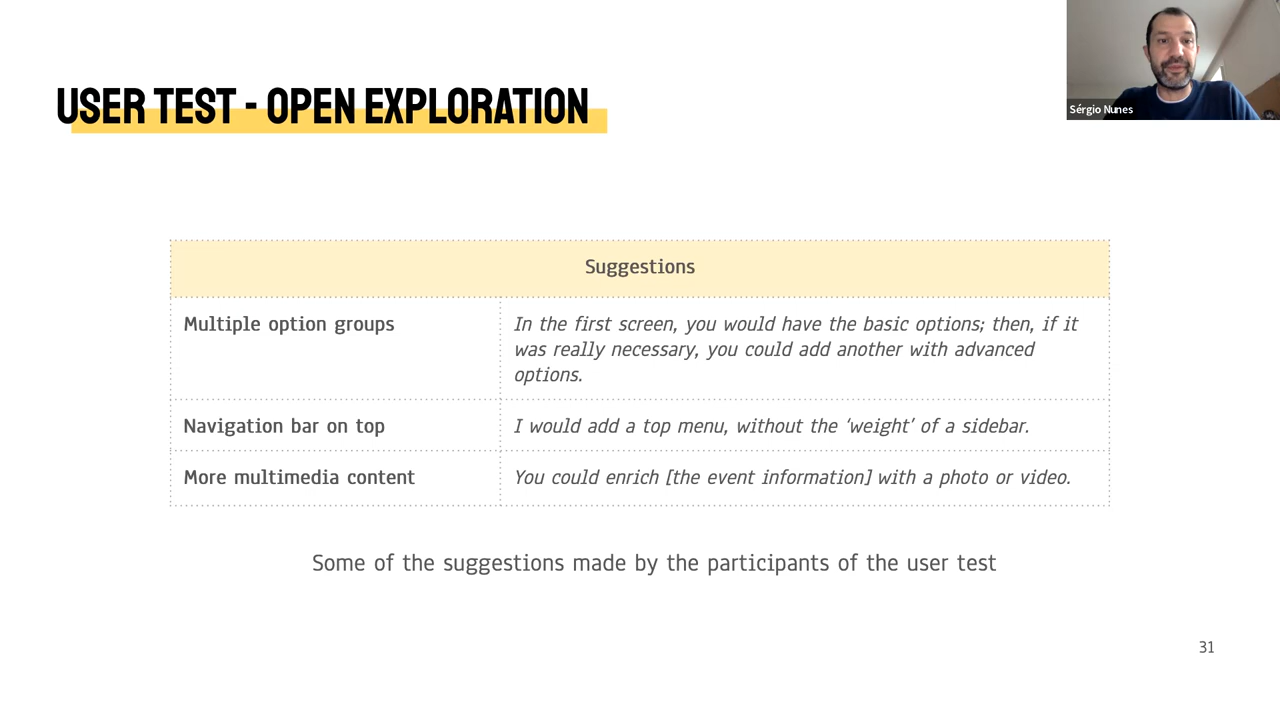 USER TEST - OPEN EXPLORATION
Sérgio Nunes
Suggestions
Multiple option groups
In the first screen, you would have the basic options; then, if it
was really necessary, you could add another with advanced
options.
Navigation bar on top
I would add a top menu, without the ‘weight’ of a sidebar.
More multimedia content
You could enrich [the event information] with a photo or video.
Some of the suggestions made by the participants of the user test
31